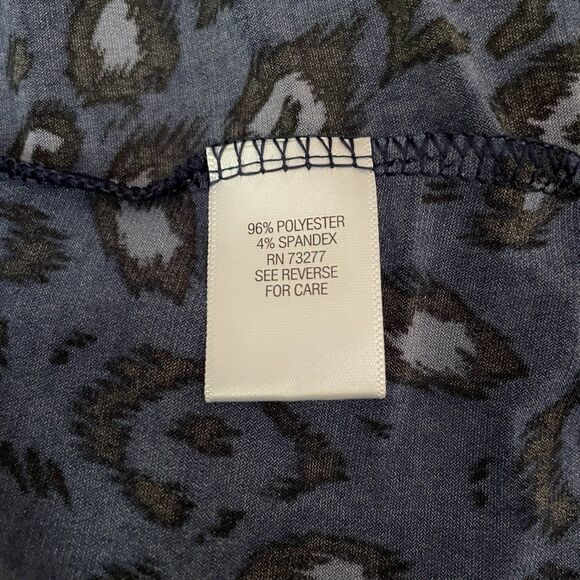 96% POLYESTER
4% SPANDEX
RN 73277
SEE REVERSE
FOR CARE